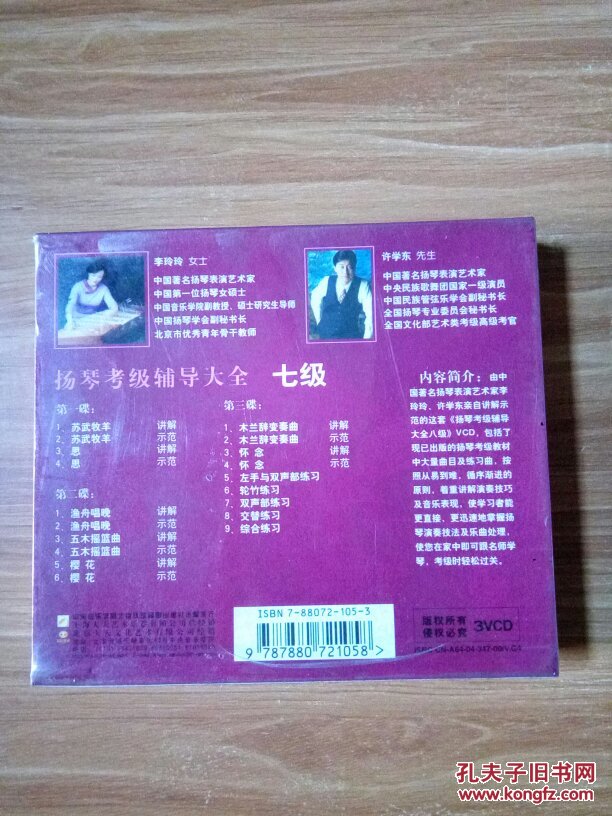 李玲玲 女士
中国著名扬琴表演艺术家
中国第一位扬琴女硕士
中国音乐学院副教授、硕士研究生导师
中国扬琴学会副秘书长
北京市优秀青年骨干教师
许学东 先生
中国著名扬琴表演艺术家
中央民族歌舞团国家一级演员
中国民族管弦乐学会副秘书长
全国扬琴专业委员会秘书长
全国文化部艺术类考级高级考官
扬琴考级辅导大全 七级
第一碟：
1、苏武牧羊 讲解
2、苏武牧羊 示范
3、思 讲解
4、思 示范
第二碟：
1、渔舟唱晚 讲解
2、渔舟唱晚 示范
3、五木摇篮曲 讲解
4、五木摇篮曲 示范
5、樱 花 讲解
6、樱 花 示范
第三碟：
1、木兰辞变奏曲 讲解
2、木兰辞变奏曲 示范
3、怀 念 讲解
4、怀 念 示范
5、左手与双声部练习
6、轮竹练习
7、双声部练习
8、交替练习
9、综合练习
内容简介：由中
国著名扬琴表演艺术家李
玲玲、许学东亲自讲解示
范的这套《扬琴考级辅导
大全八级》VCD，包括了
现已出版的扬琴考级教材
中大量曲目及练习曲，按
照从易到难，循序渐进的
原则，着重讲解演奏技巧
及音乐表现，使学习者能
更直接、更迅速地掌握扬
琴演奏技法及乐曲处理，
使您在家中即可跟名师学
琴，考级时轻松过关。
ISBN 7-88072-105-3
9 787880 721058 >
版权所有
侵权必究
3VCD
ISRC CN-A64-04-347-00/V.G4
孔夫子旧书网
www.kongfz.com